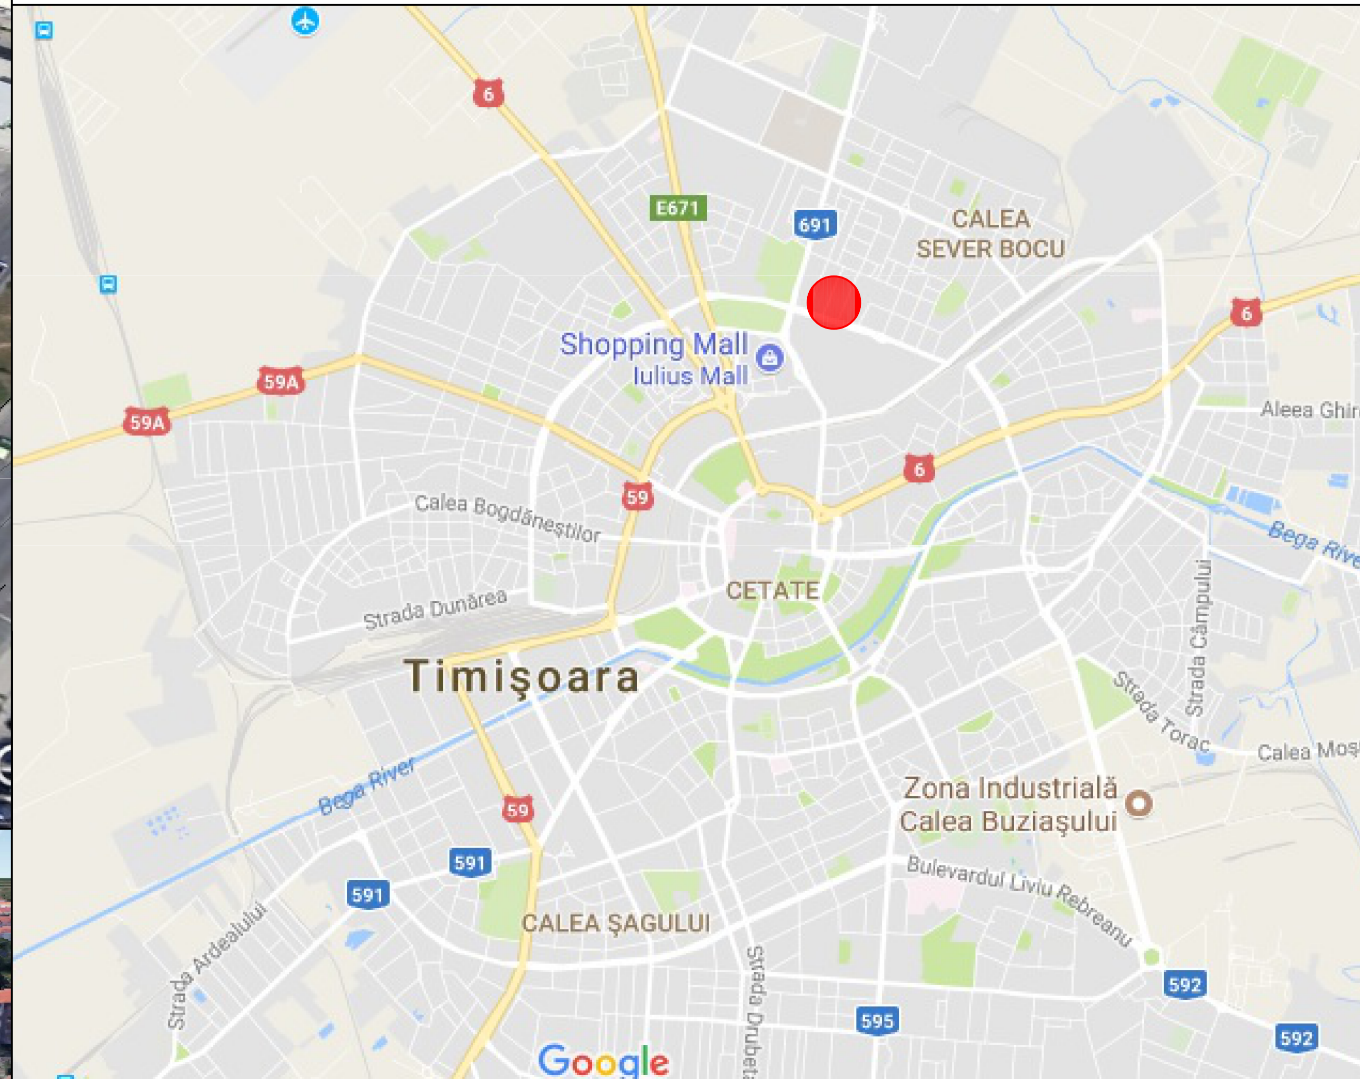 6
E671
691
CALEA
SEVER BOCU
6
Shopping Mall
Iulius Mall
59A
59A
Aleea Ghir
6
59
Calea Bogdăneștilor
Bega Rive
CETATE
Strada Dunărea
Strada Câmpului
Timişoara
Strada Torac
Calea Moș
Bega River
Zona Industrială
Calea Buziaşului
59
591
Bulevardul Liviu Rebreanu
591
CALEA ŞAGULUI
Strada Ardealului
Strada Drubeta
592
595
592
Google